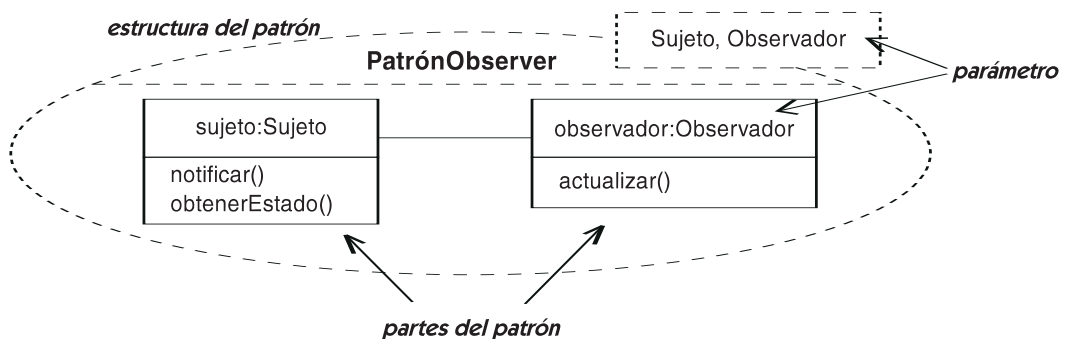 estructura del patrón
Sujeto, Observador
PatrónObserver
parámetro
sujeto:Sujeto
observador:Observador
notificar()
obtenerEstado()
actualizar()
partes del patrón